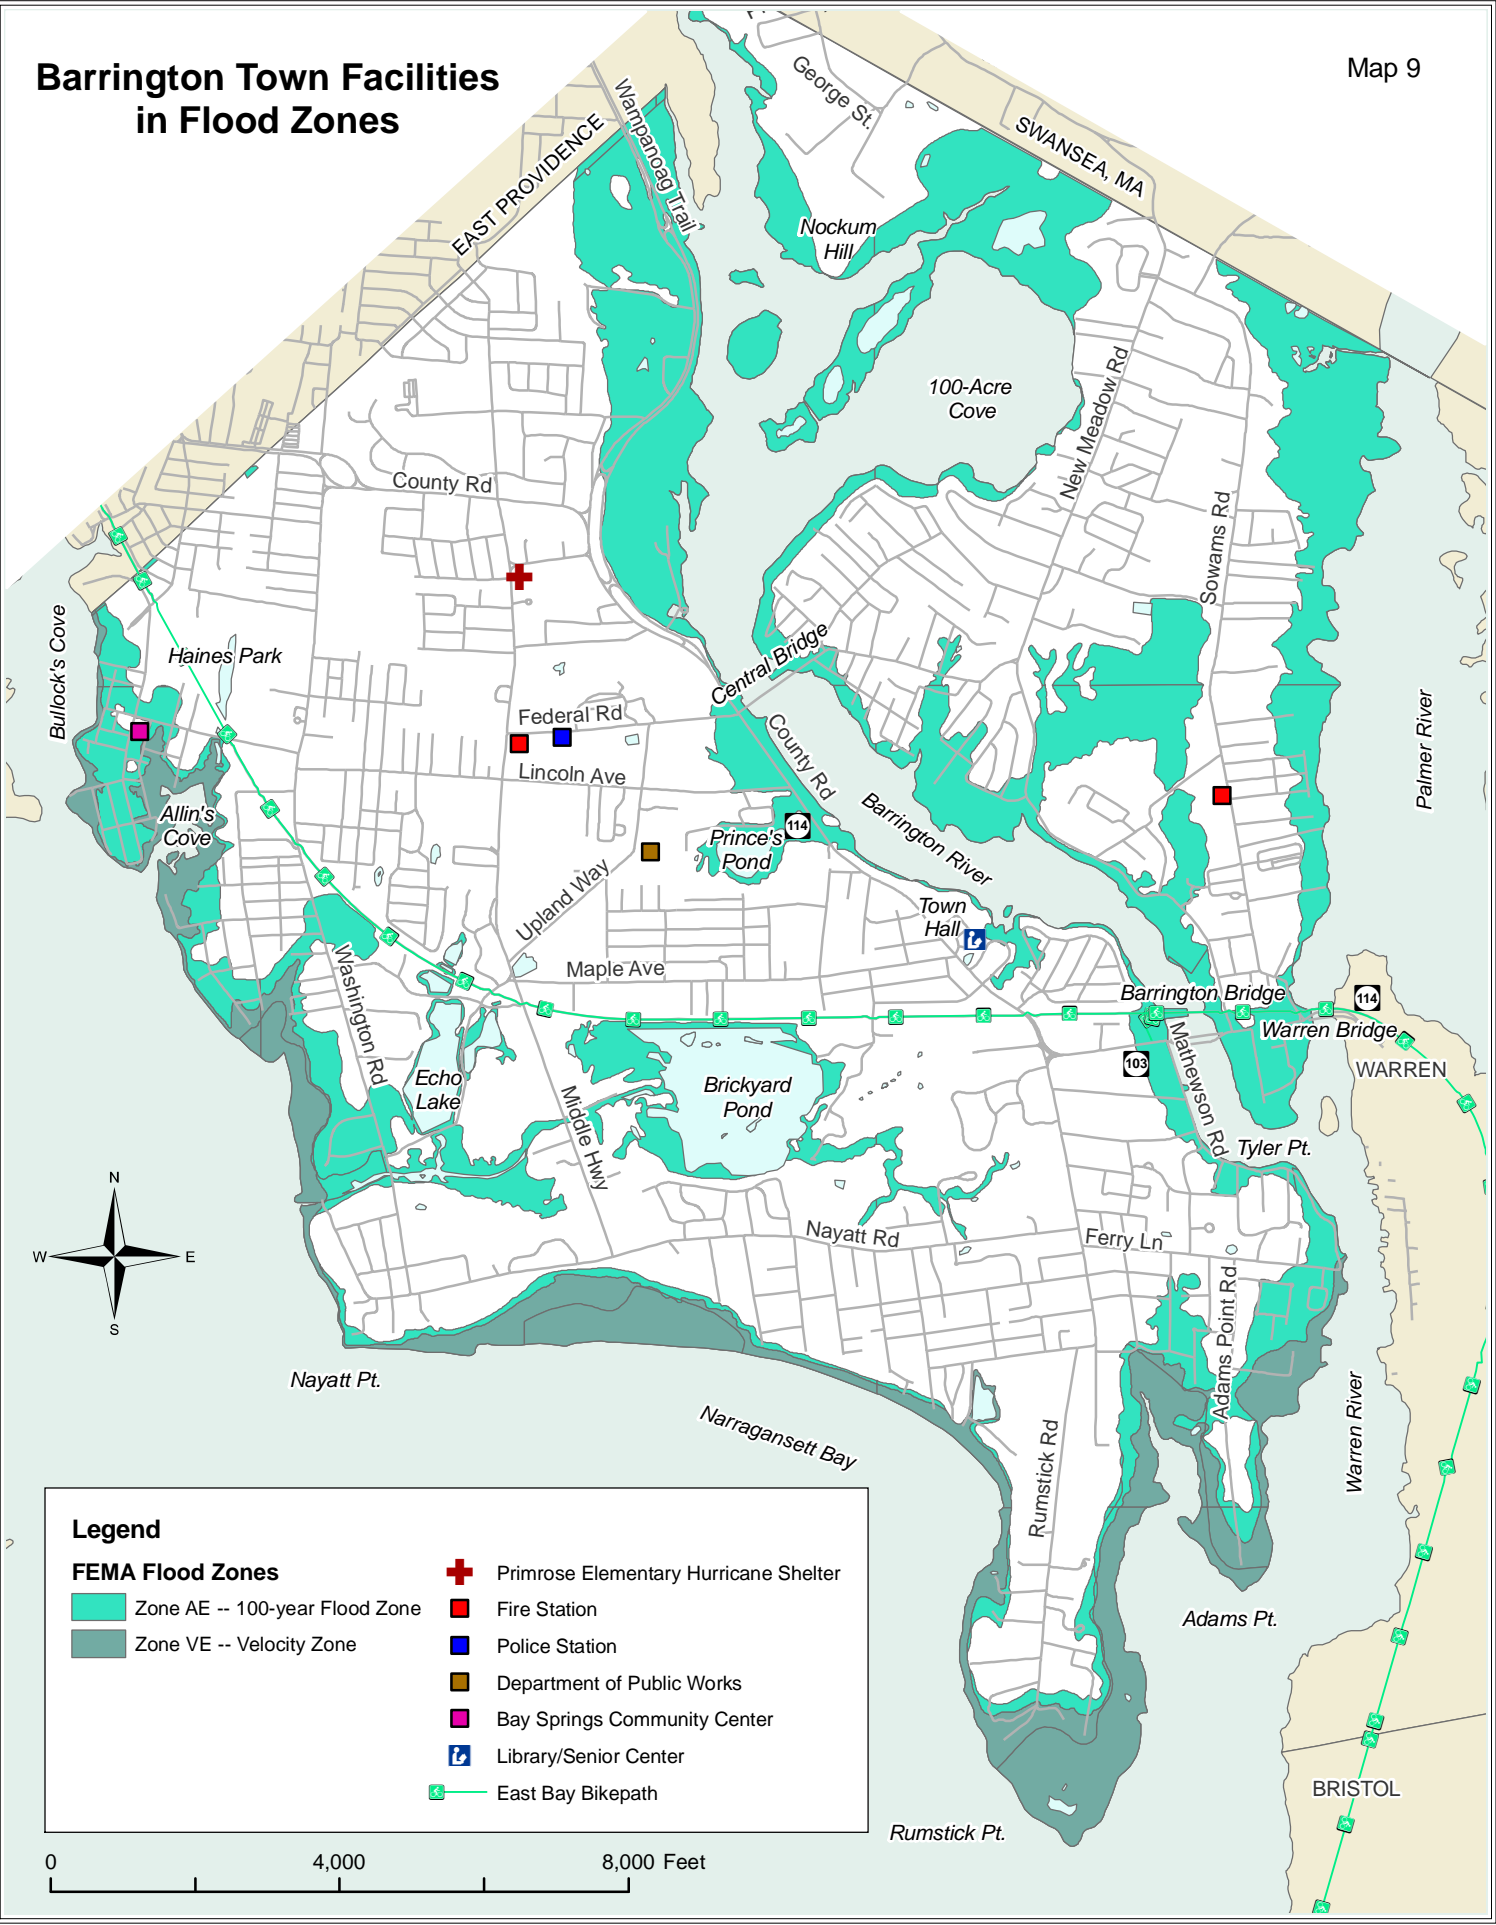 Barrington Town Facilities
in Flood Zones
Map 9
George St.
SWANSEA, MA
Wampanoag Trail
EAST PROVIDENCE
Nockum
Hill
100-Acre
Cove
New Meadow Rd
County Rd
Sowams Rd
Bullock's Cove
Haines Park
Central Bridge
Palmer River
Federal Rd
County Rd
Lincoln Ave
Allin's
Cove
Barrington River
114
Prince's
Pond
Upland Way
Town
Hall
Washington Rd
Maple Ave
Barrington Bridge
114
Warren Bridge
Mathewson Rd
103
WARREN
Echo
Lake
Brickyard
Pond
Middle Hwy
Tyler Pt.
N
W
E
S
Nayatt Rd
Ferry Ln
Adams Point Rd
Nayatt Pt.
Narragansett Bay
Warren River
Rumstick Rd
Adams Pt.
Legend
FEMA Flood Zones
Zone AE -- 100-year Flood Zone
Zone VE -- Velocity Zone
Primrose Elementary Hurricane Shelter
Fire Station
Police Station
Department of Public Works
Bay Springs Community Center
Library/Senior Center
East Bay Bikepath
BRISTOL
Rumstick Pt.
0
4,000
8,000 Feet